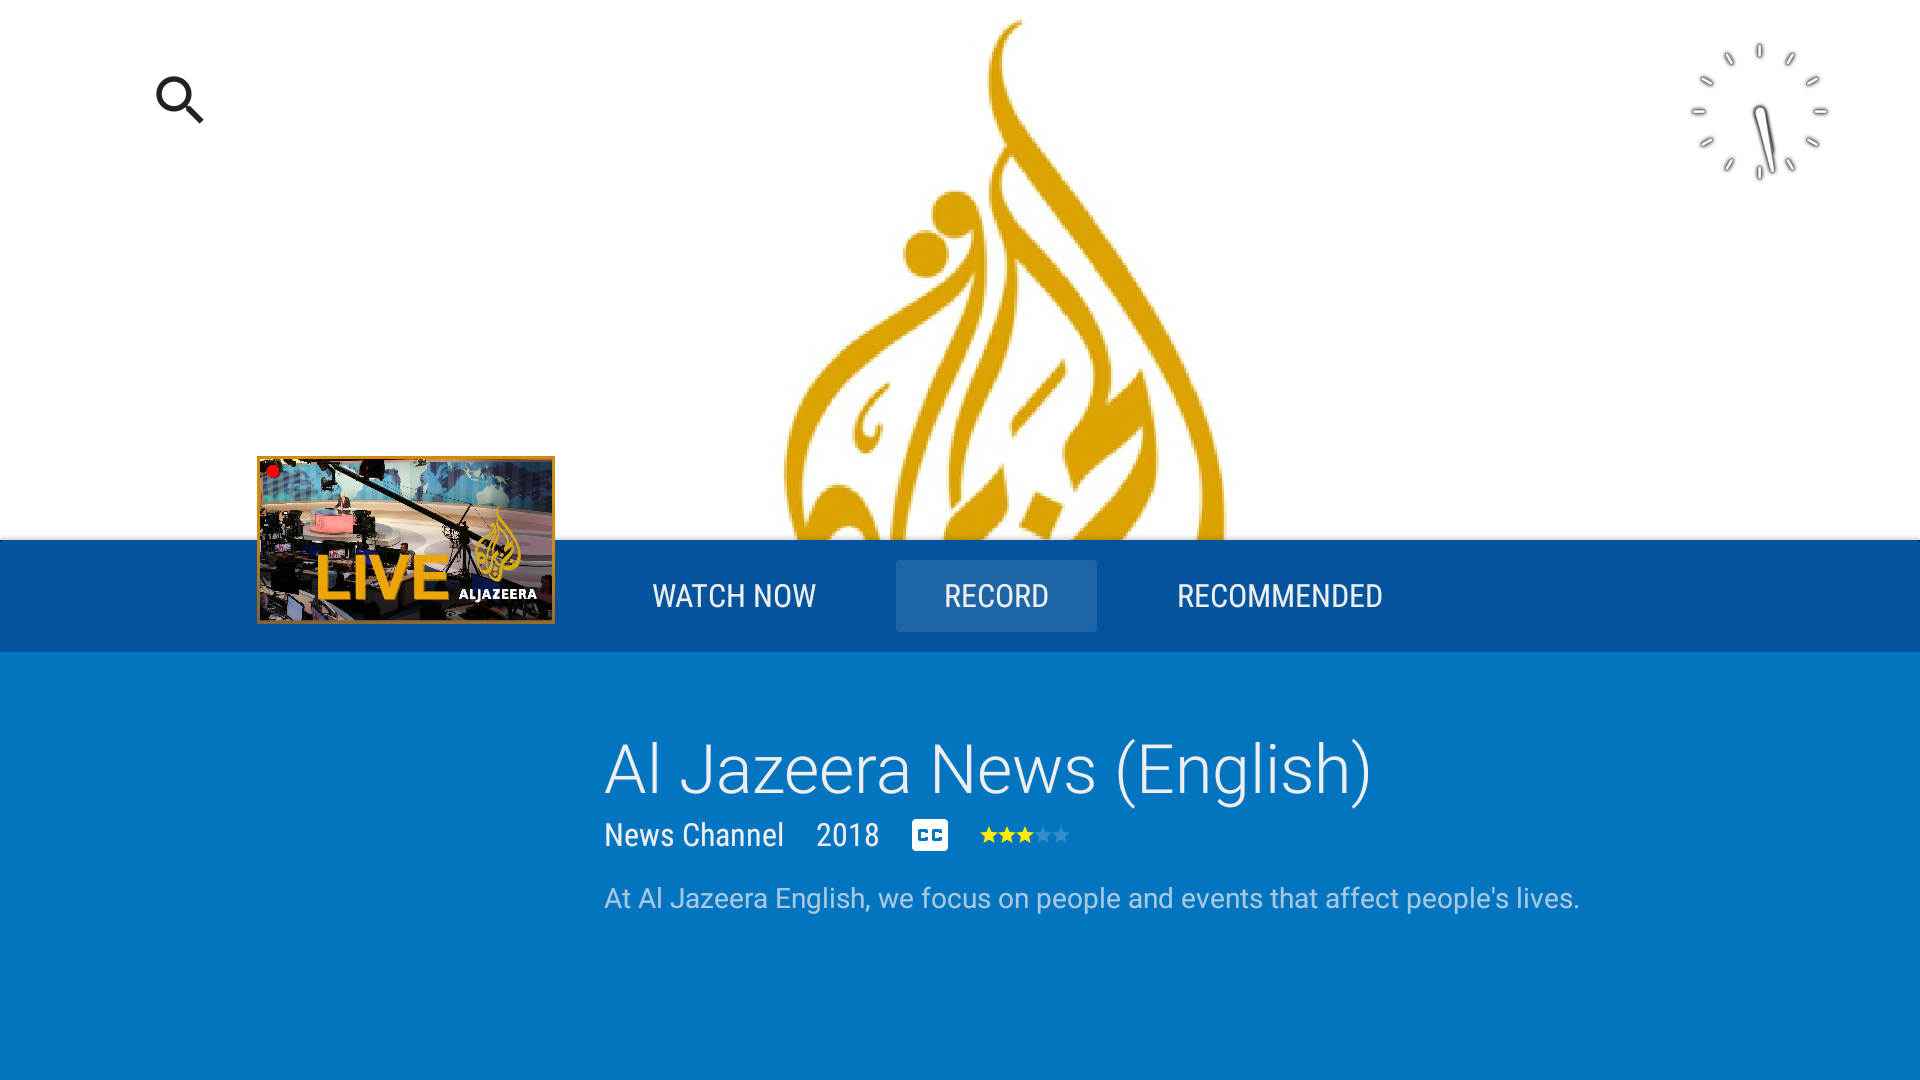 الجزيرة
LIVE ALJAZEERA
WATCH NOW RECORD RECOMMENDED
Al Jazeera News (English)
News Channel 2018 CC
At Al Jazeera English, we focus on people and events that affect people's lives.